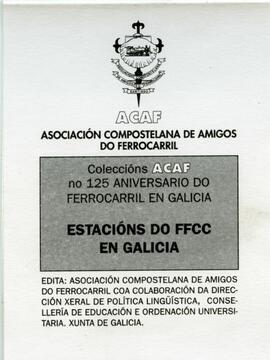 ACAF
ASOCIACIÓN COMPOSTELANA DE AMIGOS
DO FERROCARRIL
Coleccións ACAF
no 125 ANIVERSARIO DO
FERROCARRIL EN GALICIA
ESTACIÓNS DO FFCC
EN GALICIA
EDITA: ASOCIACIÓN COMPOSTELANA DE AMIGOS
DO FERROCARRIL COA COLABORACIÓN DA DIREC-
CIÓN XERAL DE POLÍTICA LINGÜÍSTICA, CONSE-
LLERÍA DE EDUCACIÓN E ORDENACIÓN UNIVERSI-
TARIA. XUNTA DE GALICIA.